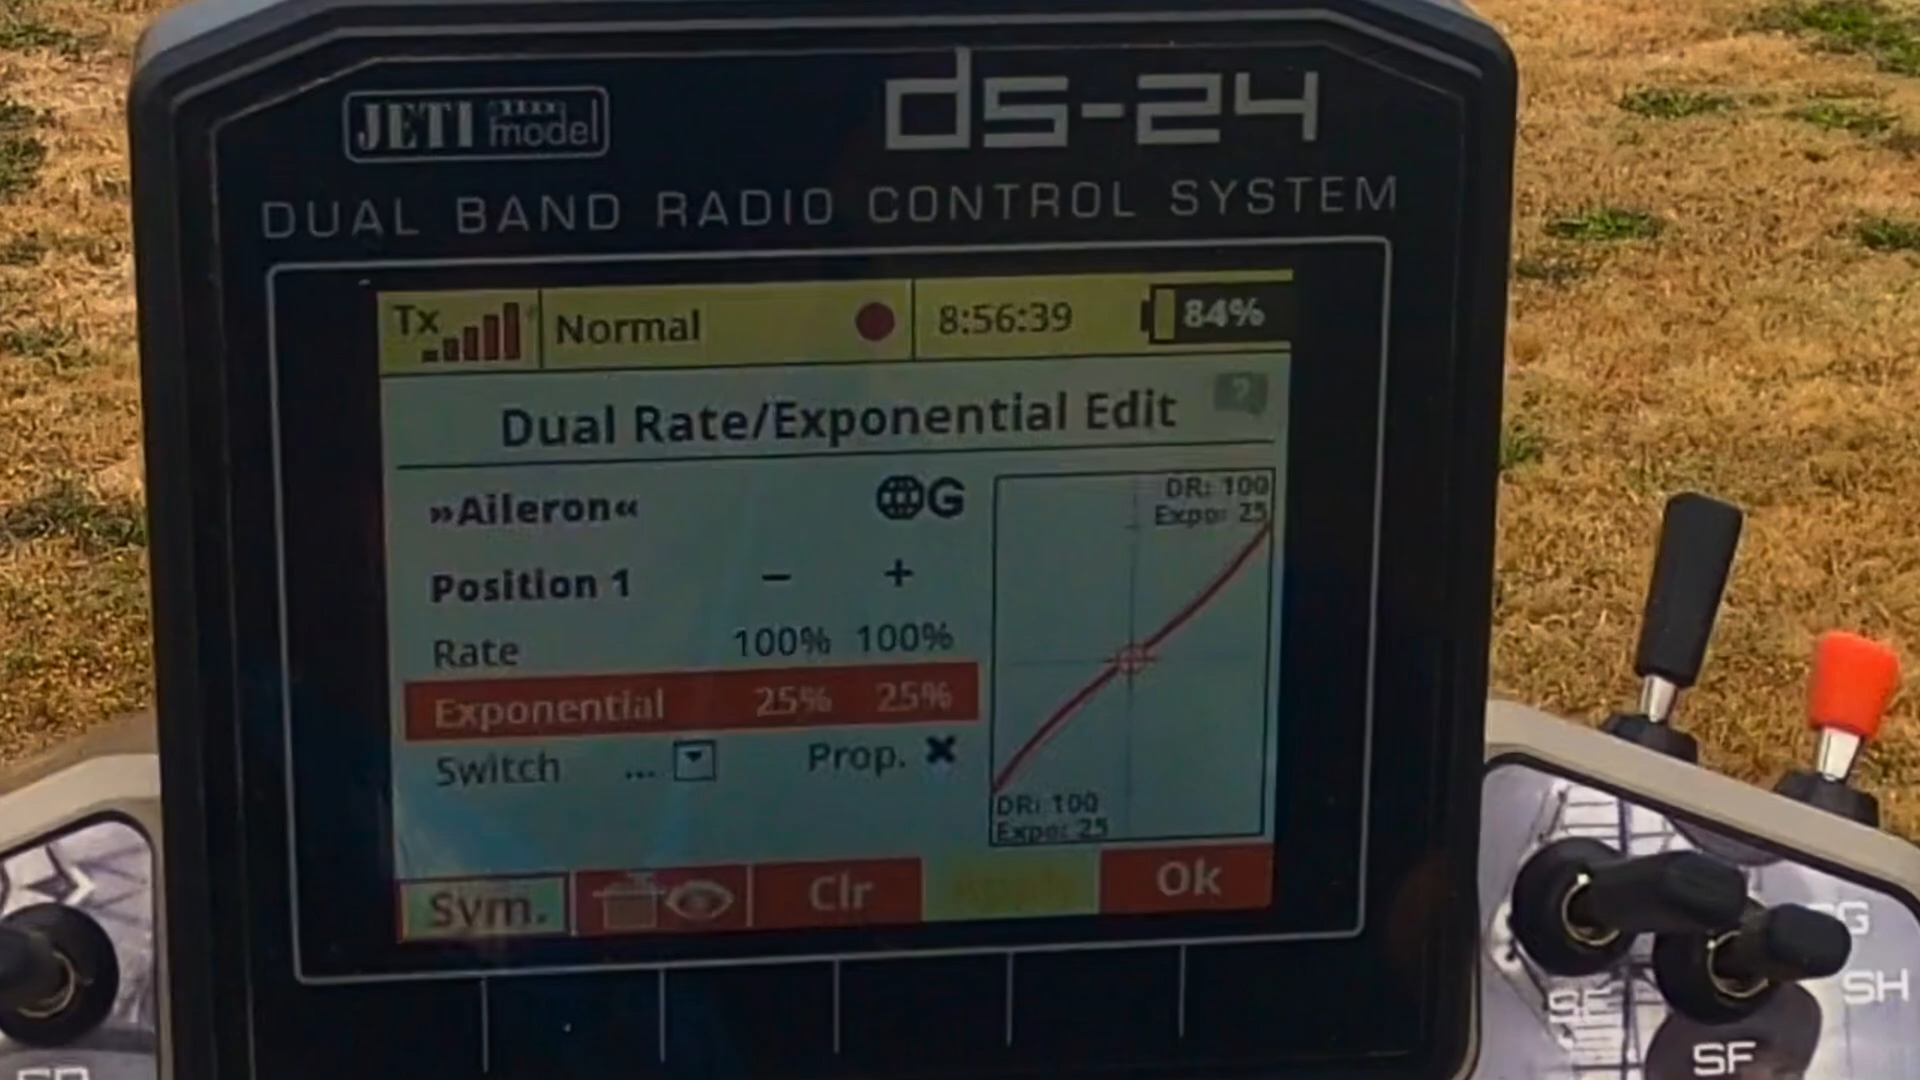 JETI model
ds-24
DUAL BAND RADIO CONTROL SYSTEM
Tx Normal 8:56:39 84%
Dual Rate/Exponential Edit ?
»Aileron« G
Position 1 - +
Rate 100% 100%
Exponential 25% 25%
Switch ... Prop. ✖
DR: 100
Expo: 25
DR: 100
Expo: 25
Sym. Clr Apply Ok
G
SH
SE
SF